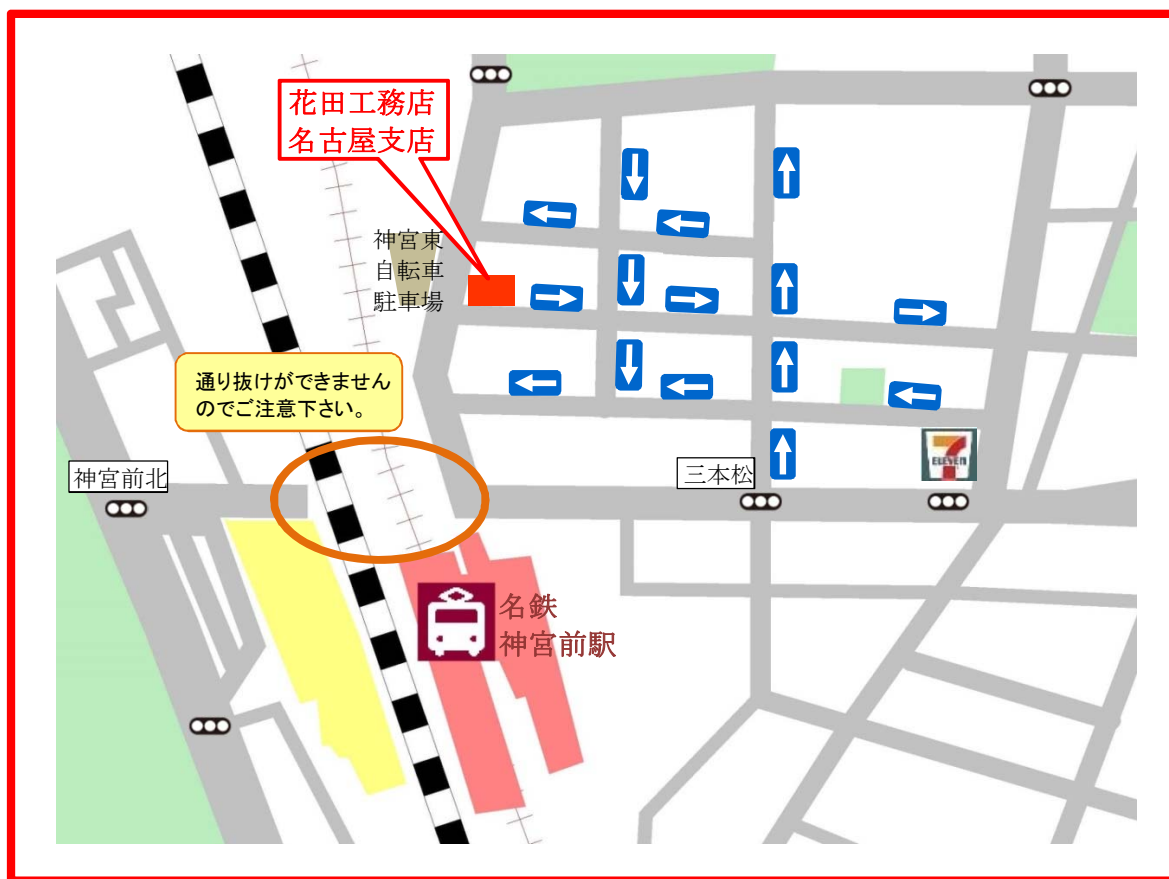 花田工務店
名古屋支店
神宮東
自転車
駐車場
通り抜けができません
のでご注意下さい。
神宮前北
三本松
7
ELEVEN
名鉄
神宮前駅